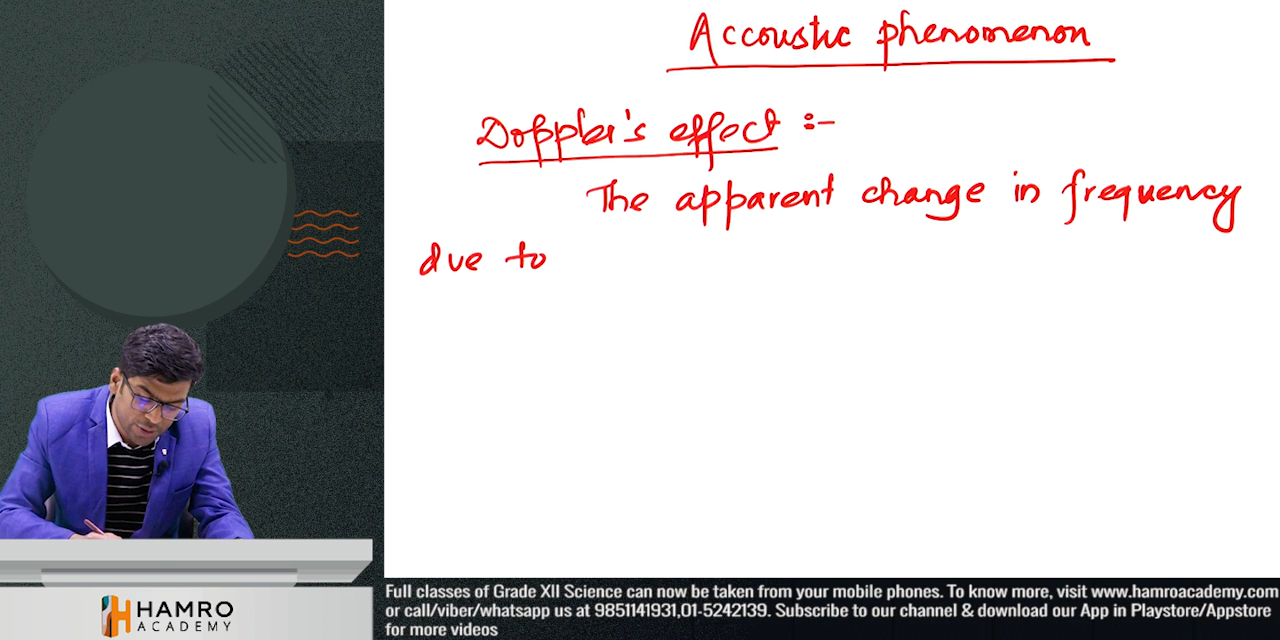 Accoustic phenomenon
Doppler's effect :-
The apparent change in frequency
due to
HAMRO
ACADEMY
Full classes of Grade XII Science can now be taken from your mobile phones. To know more, visit www.hamroacademy.com
or call/viber/whatsapp us at 9851141931,01-5242139. Subscribe to our channel & download our App in Playstore/Appstore
for more videos